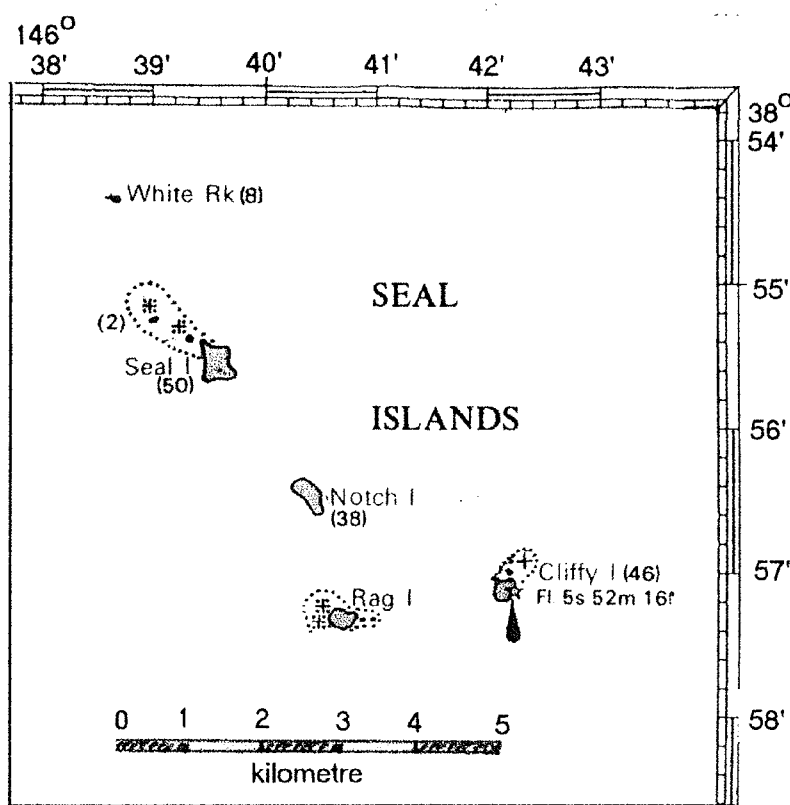 146°
38' 39' 40' 41' 42' 43'
38°
54'
White Rk (8)
SEAL
55'
(2)
Seal I
(50)
ISLANDS
56'
Notch I
(38)
Cliffy I (46)
57'
Fl 5s 52m 16
Rag I
58'
0 1 2 3 4 5
kilometre